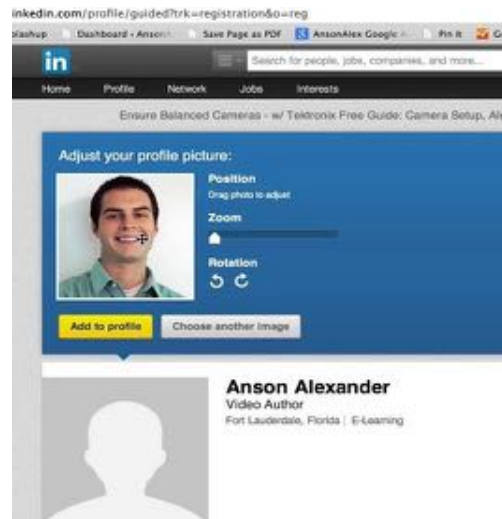 inkedin.com/profile/guided?trk=registration&o=reg
Dashboard ‹ Anson
Save Page as PDF
AnsonAlex Google
Pin It
in
Search for people, jobs, companies, and more...
Home Profile Network Jobs Interests
Ensure Balanced Cameras - w/ Tektronix Free Guide: Camera Setup, Ali
Adjust your profile picture:
Position
Drag photo to adjust
Zoom
Rotation
Add to profile
Choose another image
Anson Alexander
Video Author
Fort Lauderdale, Florida | E-Learning